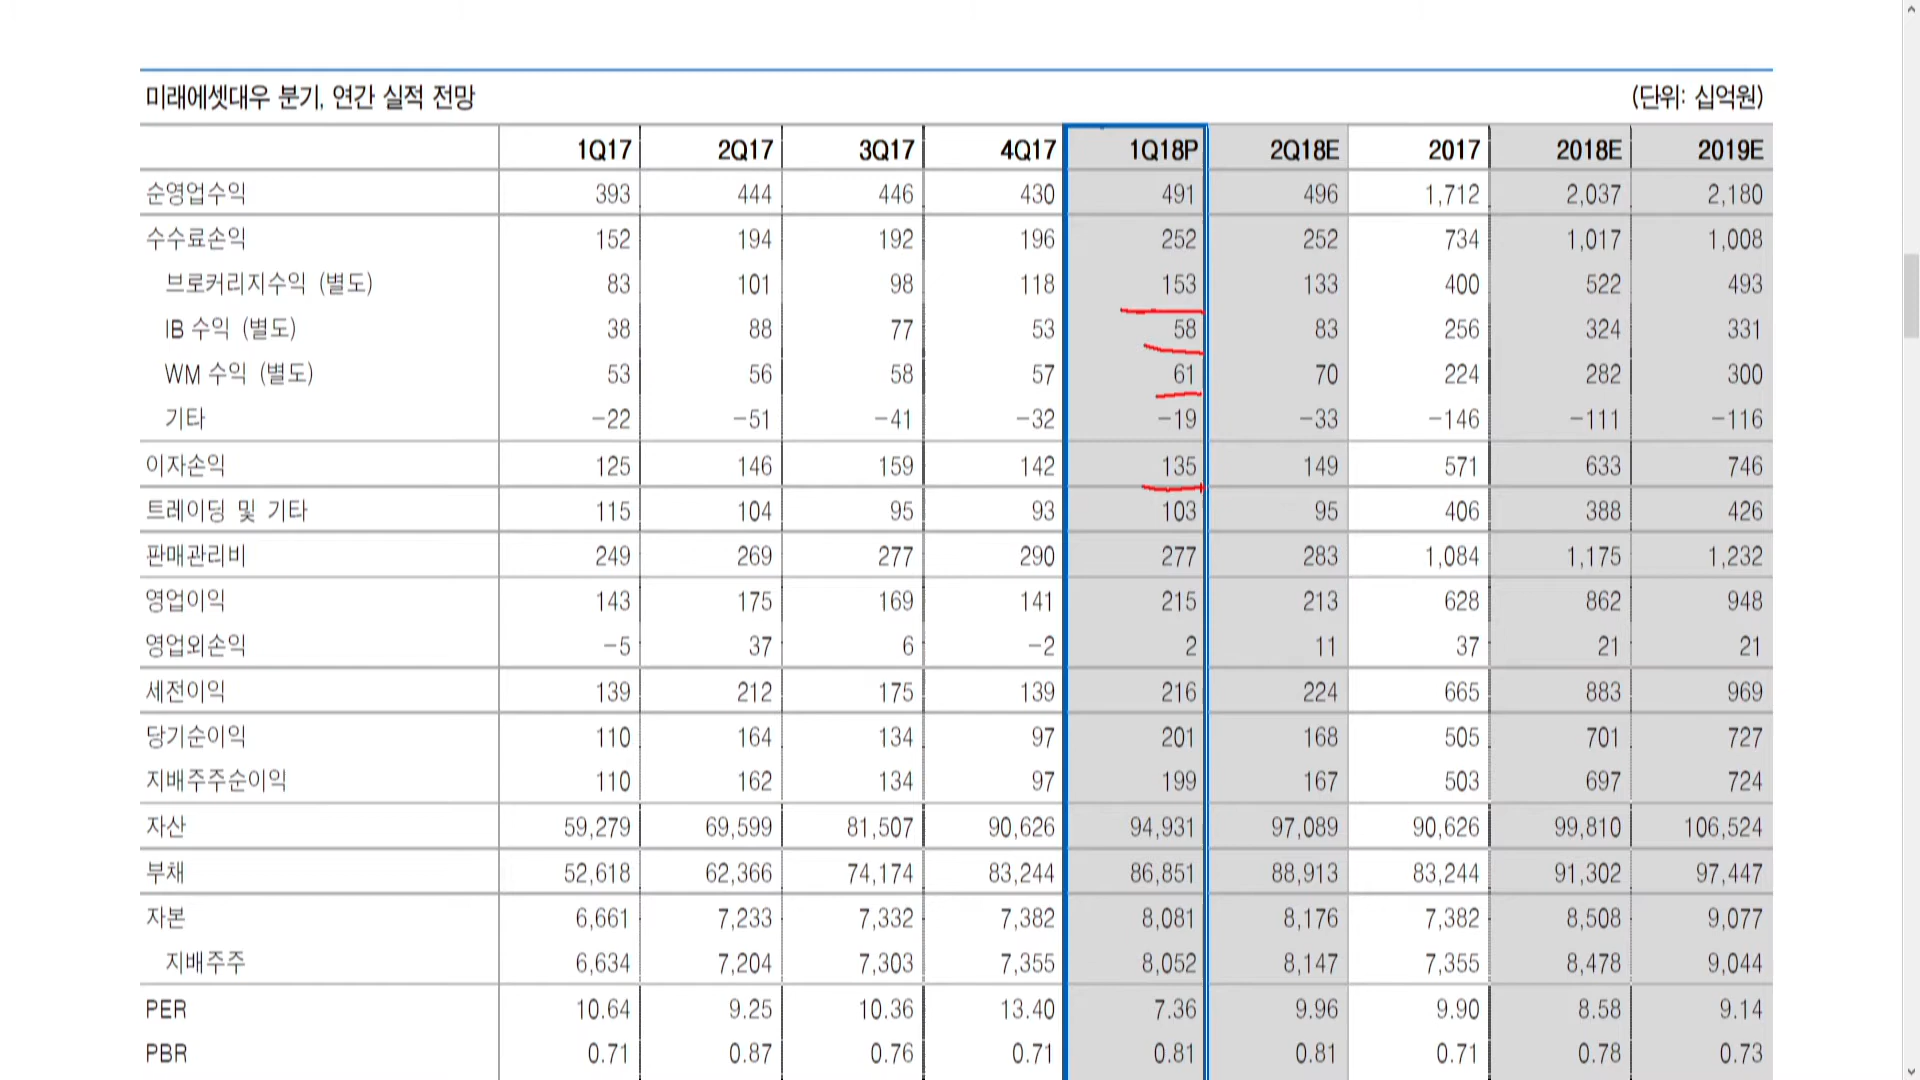 미래에셋대우 분기, 연간 실적 전망 (단위: 십억원)
1Q17 2Q17 3Q17 4Q17 1Q18P 2Q18E 2017 2018E 2019E
순영업수익 393 444 446 430 491 496 1,712 2,037 2,180
수수료손익 152 194 192 196 252 252 734 1,017 1,008
브로커리지수익 (별도) 83 101 98 118 153 133 400 522 493
IB 수익 (별도) 38 88 77 53 58 83 256 324 331
WM 수익 (별도) 53 56 58 57 61 70 224 282 300
기타 -22 -51 -41 -32 -19 -33 -146 -111 -116
이자손익 125 146 159 142 135 149 571 633 746
트레이딩 및 기타 115 104 95 93 103 95 406 388 426
판매관리비 249 269 277 290 277 283 1,084 1,175 1,232
영업이익 143 175 169 141 215 213 628 862 948
영업외손익 -5 37 6 -2 2 11 37 21 21
세전이익 139 212 175 139 216 224 665 883 969
당기순이익 110 164 134 97 201 168 505 701 727
지배주주순이익 110 162 134 97 199 167 503 697 724
자산 59,279 69,599 81,507 90,626 94,931 97,089 90,626 99,810 106,524
부채 52,618 62,366 74,174 83,244 86,851 88,913 83,244 91,302 97,447
자본 6,661 7,233 7,332 7,382 8,081 8,176 7,382 8,508 9,077
지배주주 6,634 7,204 7,303 7,355 8,052 8,147 7,355 8,478 9,044
PER 10.64 9.25 10.36 13.40 7.36 9.96 9.90 8.58 9.14
PBR 0.71 0.87 0.76 0.71 0.81 0.81 0.71 0.78 0.73